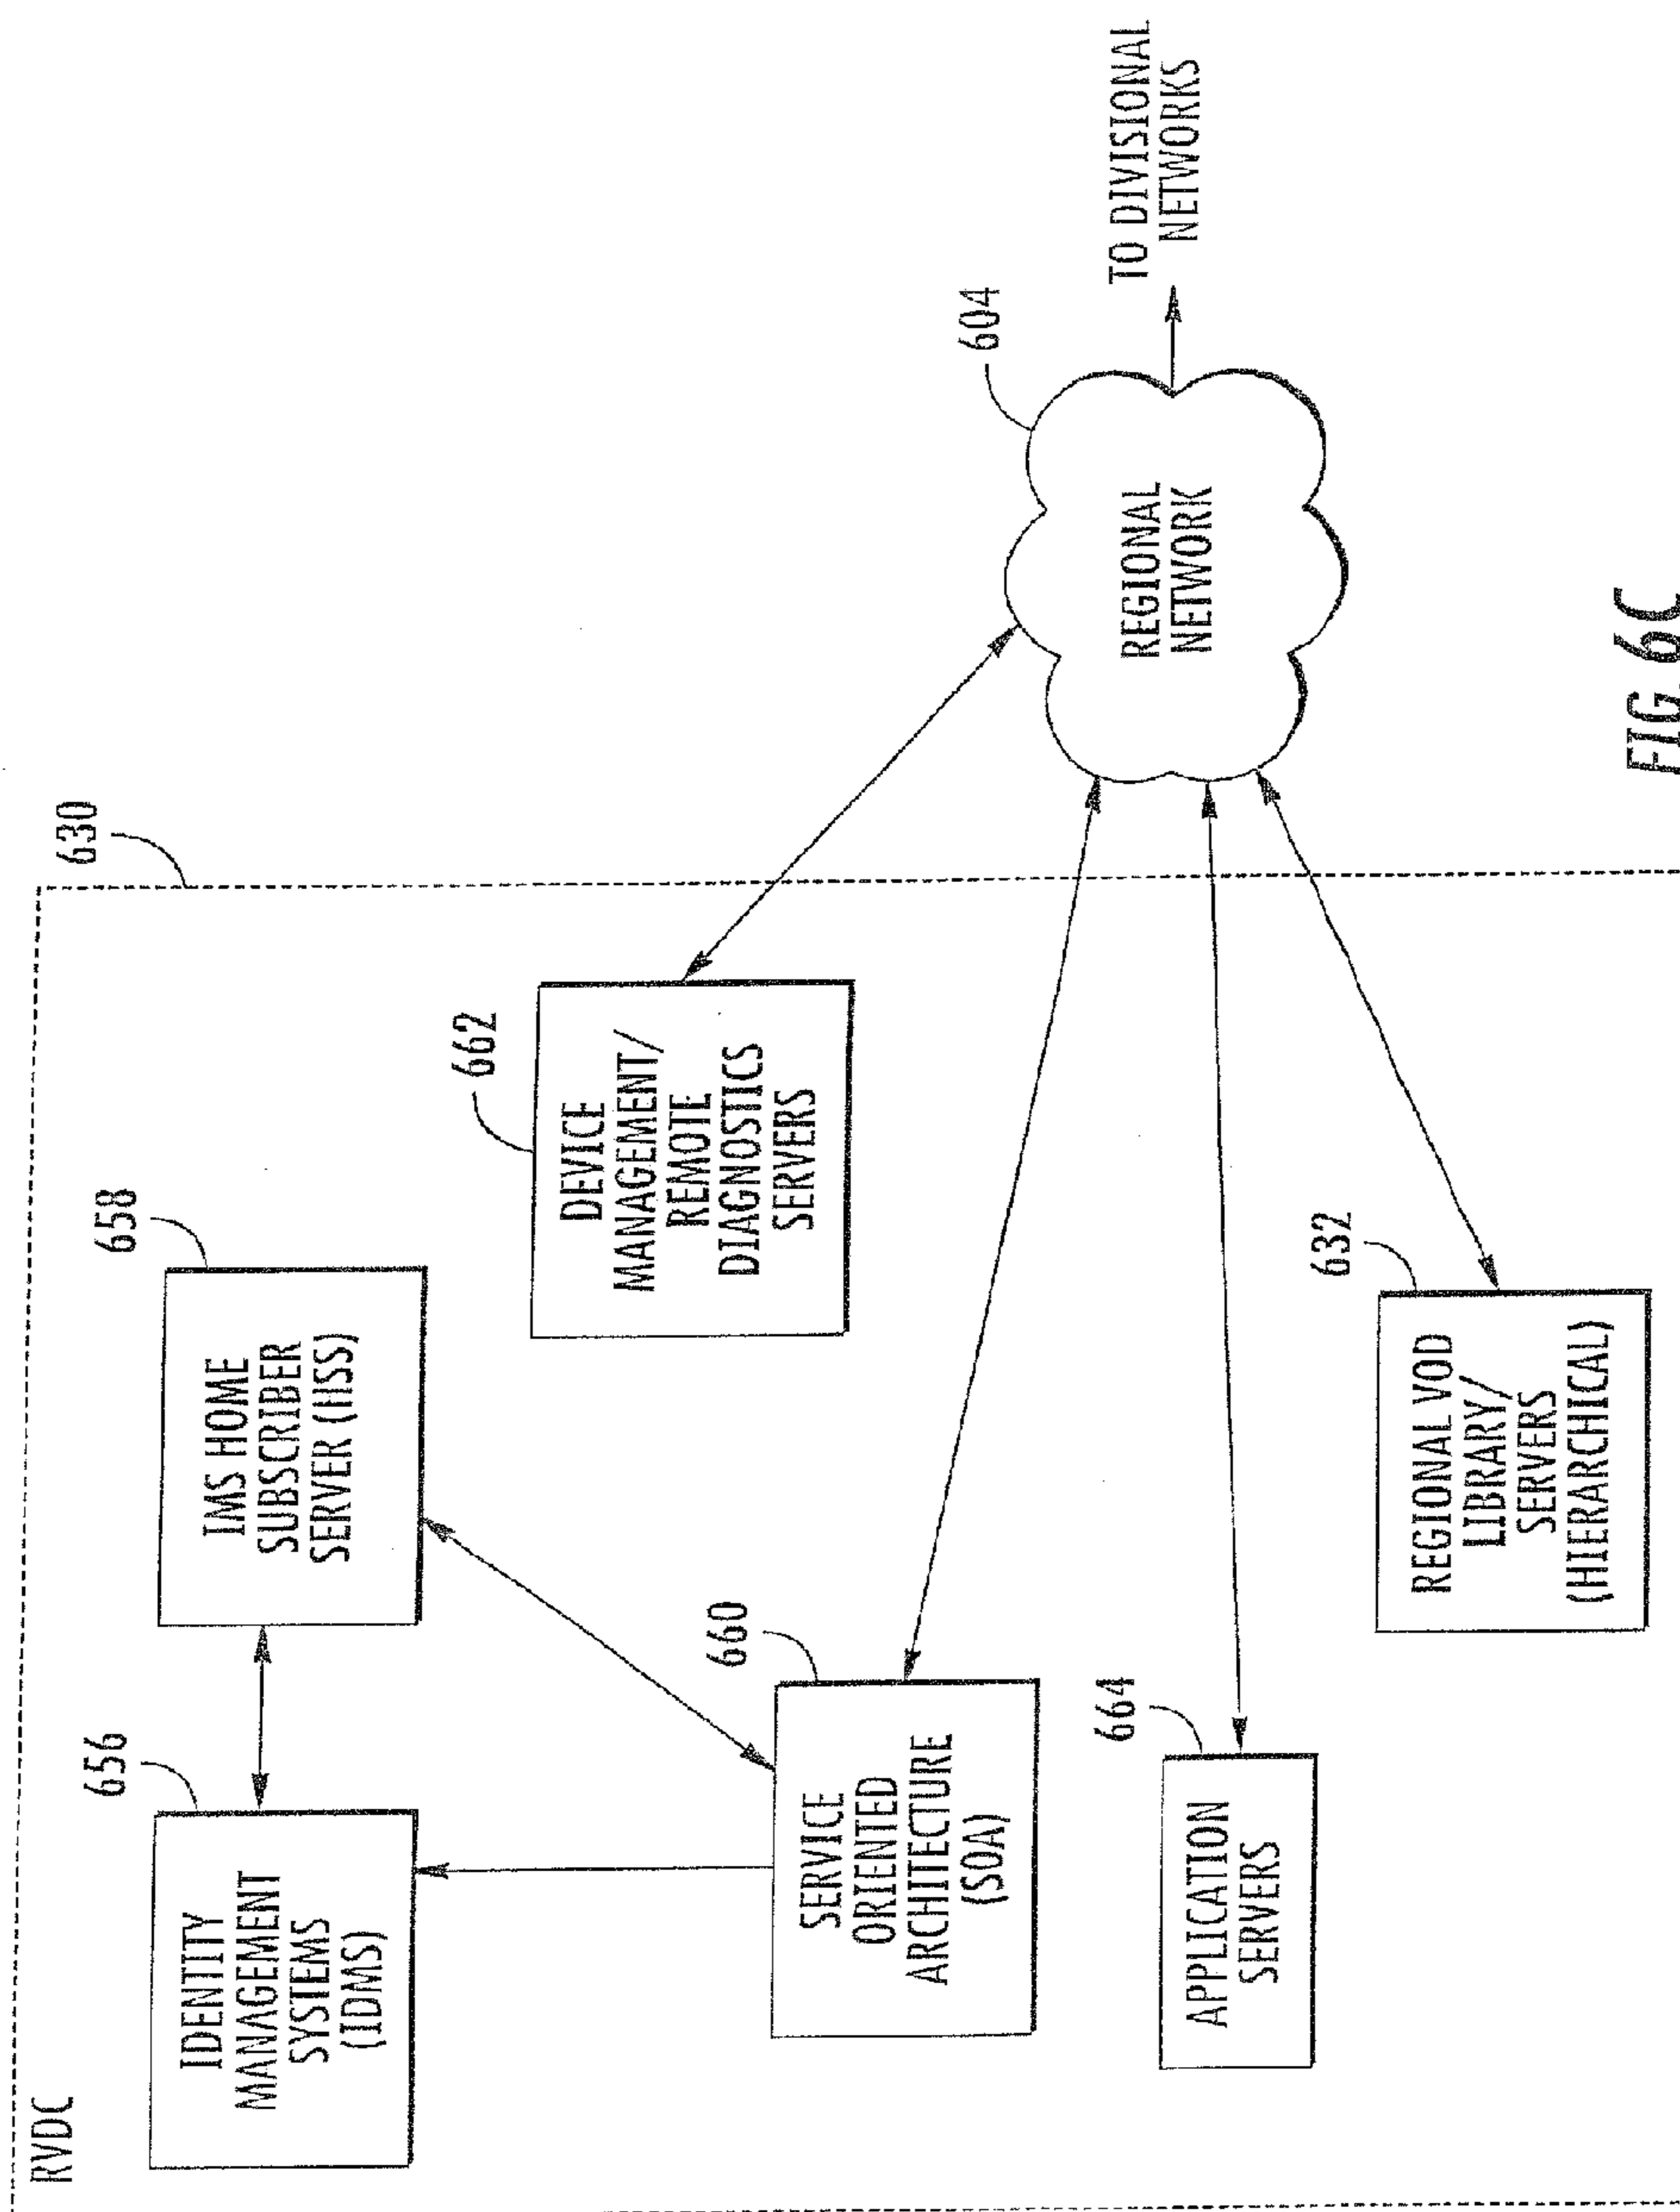 RVDC
630
656
IDENTITY
MANAGEMENT
SYSTEMS
(IDMS)
658
IMS HOME
SUBSCRIBER
SERVER (HSS)
662
DEVICE
MANAGEMENT/
REMOTE
DIAGNOSTICS
SERVERS
660
SERVICE
ORIENTED
ARCHITECTURE
(SOA)
604
REGIONAL
NETWORK
TO DIVISIONAL
NETWORKS
664
APPLICATION
SERVERS
632
REGIONAL VOD
LIBRARY/
SERVERS
(HIERARCHICAL)
FIG. 6C